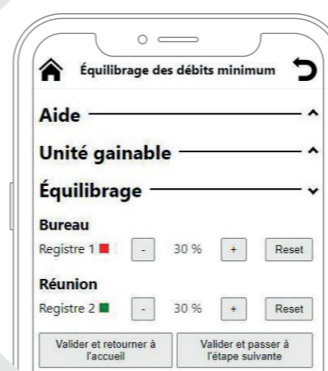 Équilibrage des débits minimum
Aide
Unité gainable
Équilibrage
Bureau
Registre 1 - 30 % + Reset
Réunion
Registre 2 - 30 % + Reset
Valider et retourner à l'accueil
Valider et passer à l'étape suivante